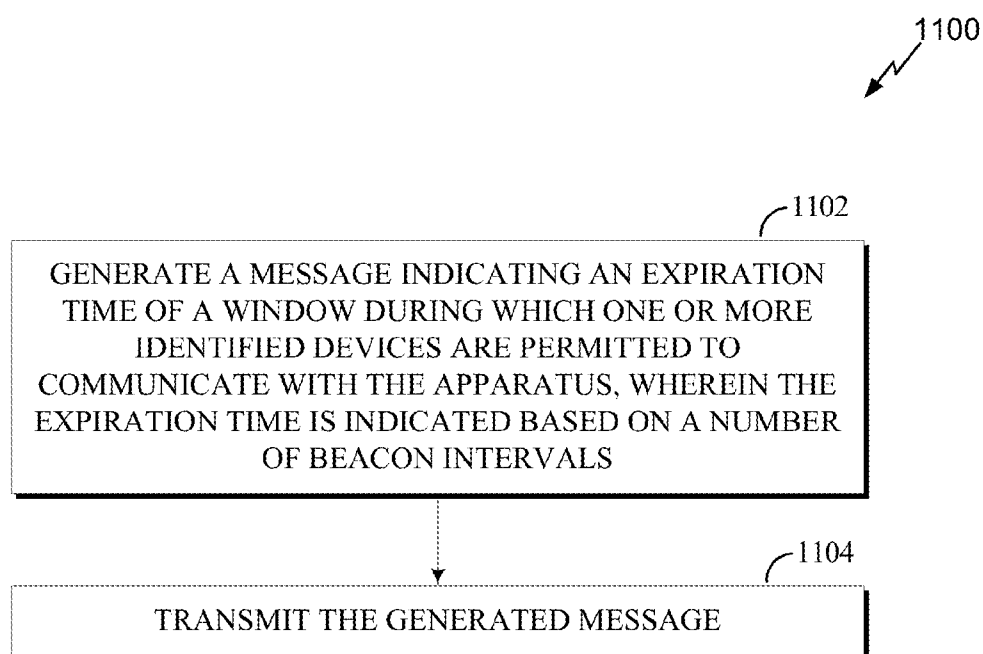 1100
1102
GENERATE A MESSAGE INDICATING AN EXPIRATION
TIME OF A WINDOW DURING WHICH ONE OR MORE
IDENTIFIED DEVICES ARE PERMITTED TO
COMMUNICATE WITH THE APPARATUS, WHEREIN THE
EXPIRATION TIME IS INDICATED BASED ON A NUMBER
OF BEACON INTERVALS
1104
TRANSMIT THE GENERATED MESSAGE